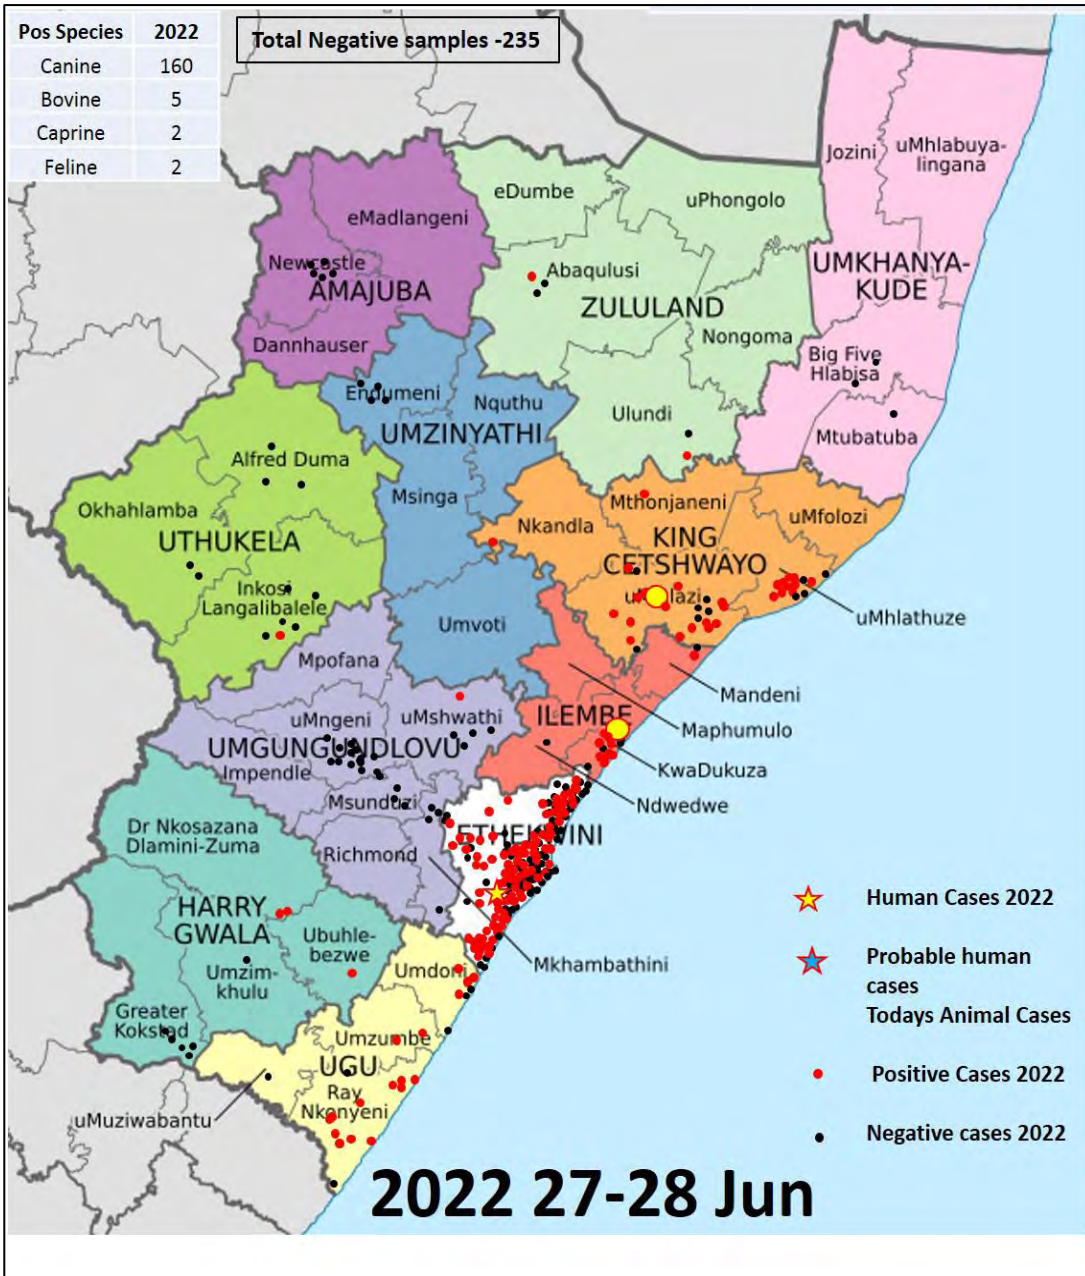 Pos Species 2022
Canine 160
Bovine 5
Caprine 2
Feline 2
Total Negative samples -235
Jozini
uMhlabuya-
lingana
eDumbe
uPhongolo
eMadlangeni
Newcastle
AMAJUBA
Abaqulusi
ZULULAND
UMKHANYA-
KUDE
Nongoma
Dannhauser
Big Five
Hlabisa
Endumeni
Nquthu
UMZINYATHI
Ulundi
Mtubatuba
Alfred Duma
Msinga
Okhahlamba
UTHUKELA
Mthonjaneni
Nkandla
uMfolozi
KING
CETSHWAYO
Inkosi
Langalibalele
uMhlathuze
Umvoti
Mpofana
Mandeni
uMngeni
uMshwathi
ILEMBE
Maphumulo
UMGUNGUNDLOVU
Impendle
KwaDukuza
Msunduzi
Ndwedwe
Dr Nkosazana
Dlamini-Zuma
ETHEKWINI
Richmond
HARRY
GWALA
Ubuhle-
bezwe
Mkhambathini
Umzim-
khulu
Umdoni
Greater
Kokstad
Umzumbe
UGU
Ray
Nkonyeni
uMuziwabantu
Human Cases 2022
Probable human
cases
Todays Animal Cases
Positive Cases 2022
Negative cases 2022
2022 27-28 Jun